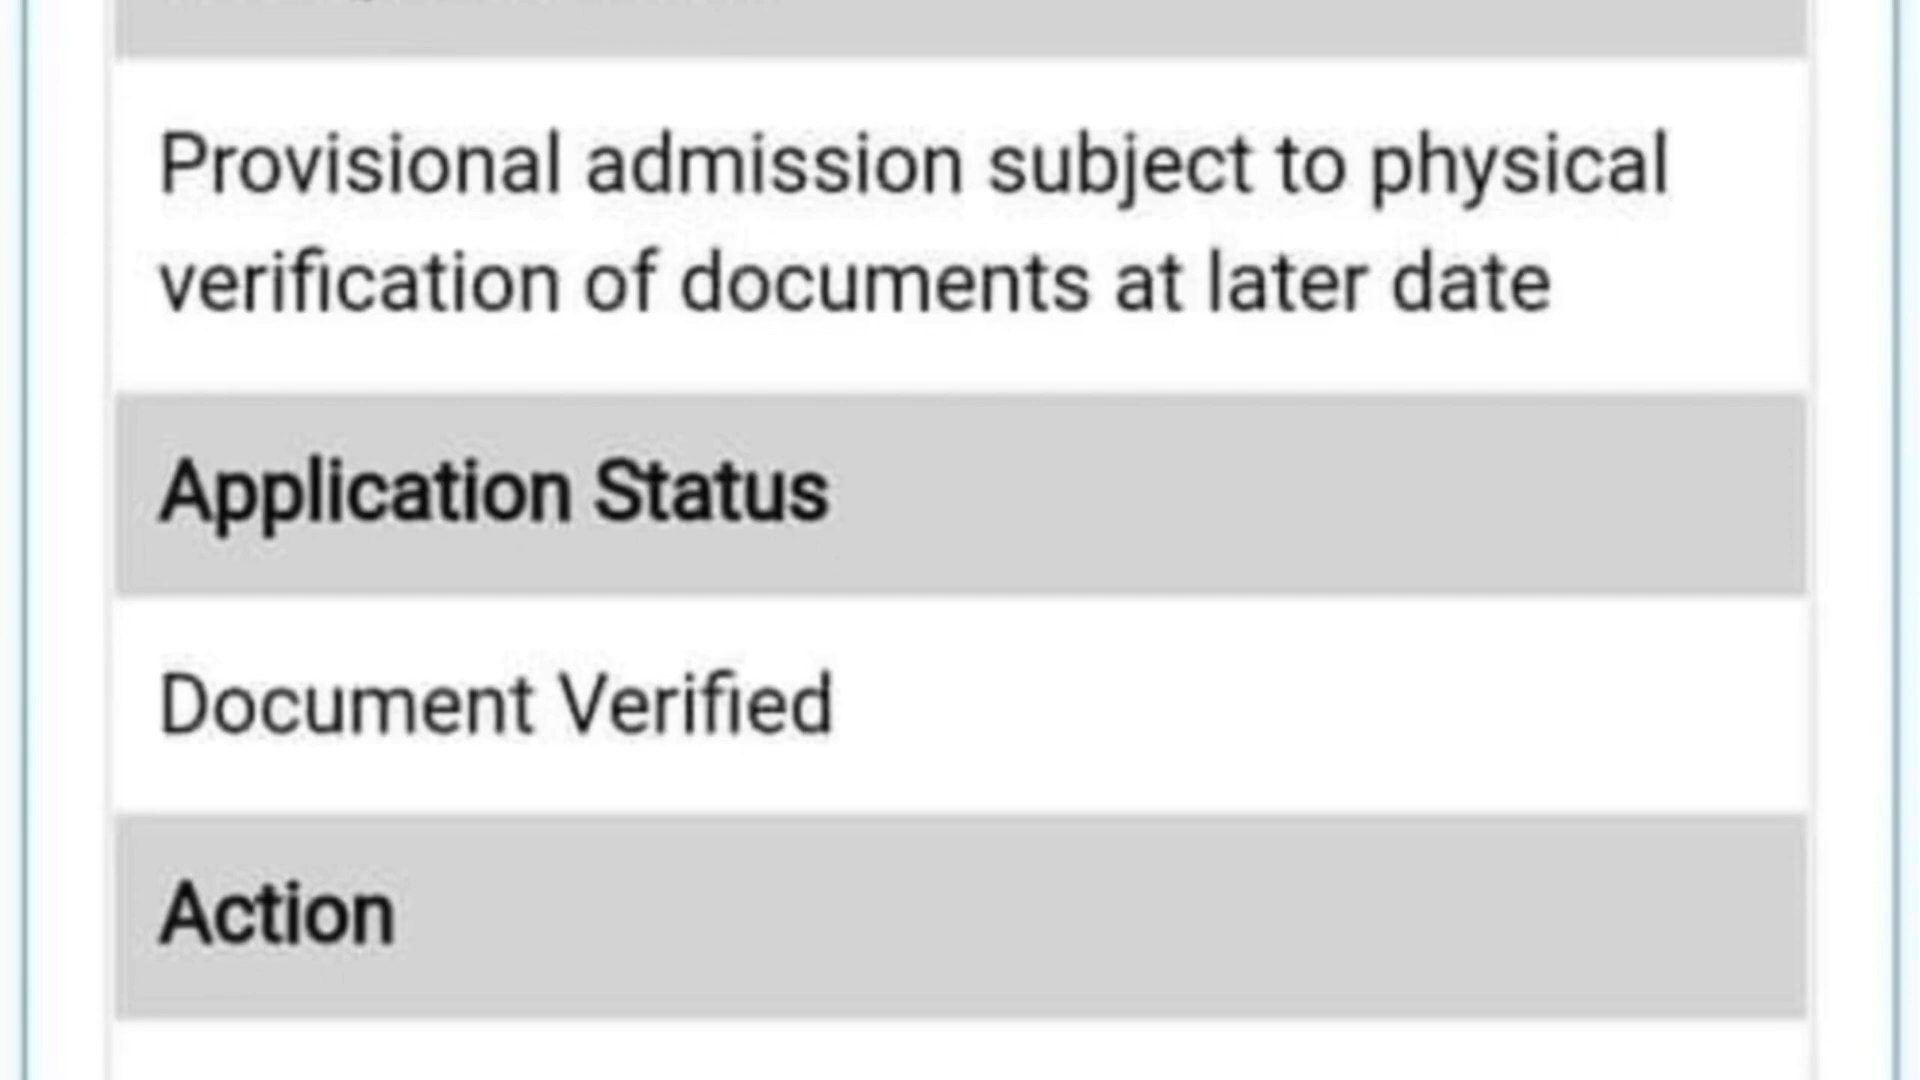 Provisional admission subject to physical
verification of documents at later date
Application Status
Document Verified
Action